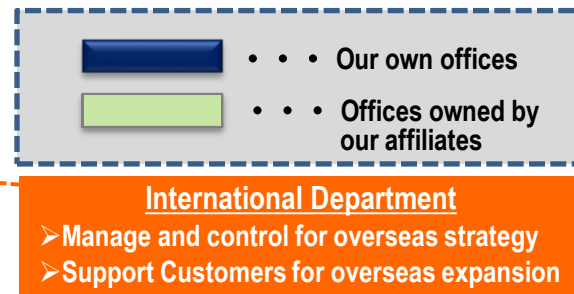 • • • Our own offices
• • • Offices owned by
our affiliates
International Department
➢Manage and control for overseas strategy
➢Support Customers for overseas expansion